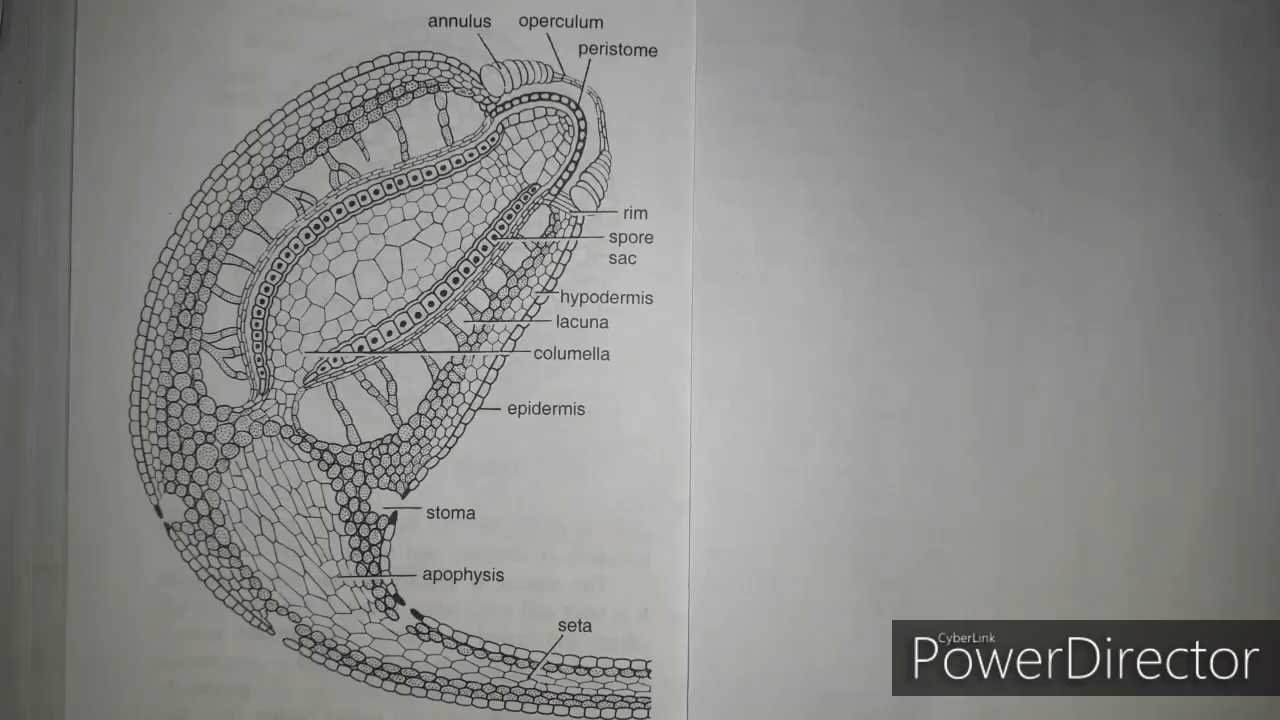 annulus operculum
peristome
rim
spore
sac
hypodermis
lacuna
columella
epidermis
stoma
apophysis
seta
CyberLink
PowerDirector